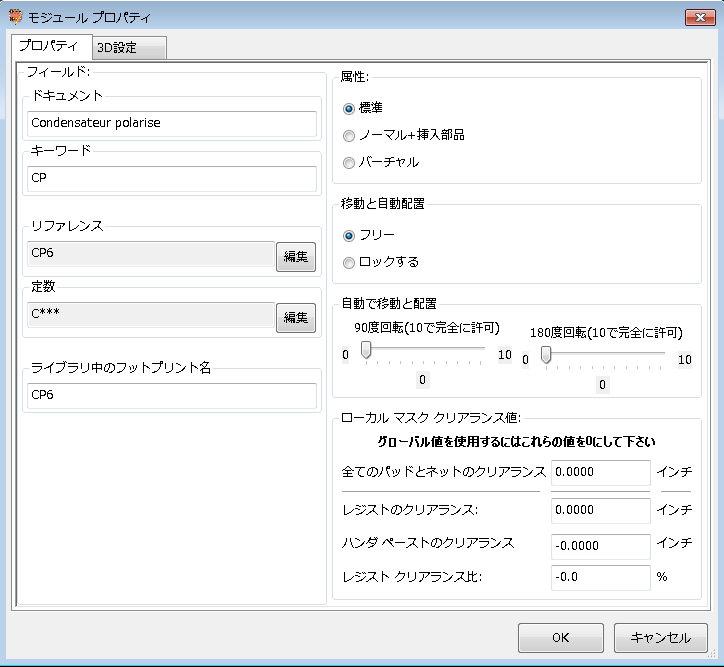 モジュール プロパティ
プロパティ
3D設定
フィールド:
ドキュメント
Condensateur polarise
キーワード
CP
リファレンス
CP6
編集
定数
C***
編集
ライブラリ中のフットプリント名
CP6
属性:
標準
ノーマル+挿入部品
バーチャル
移動と自動配置
フリー
ロックする
自動で移動と配置
90度回転(10で完全に許可)
0
10
0
180度回転(10で完全に許可)
0
10
0
ローカル マスク クリアランス値:
グローバル値を使用するにはこれらの値を0にして下さい
全てのパッドとネットのクリアランス 0.0000 インチ
レジストのクリアランス: 0.0000 インチ
ハンダ ペーストのクリアランス -0.0000 インチ
レジスト クリアランス比: -0.0 %
OK
キャンセル